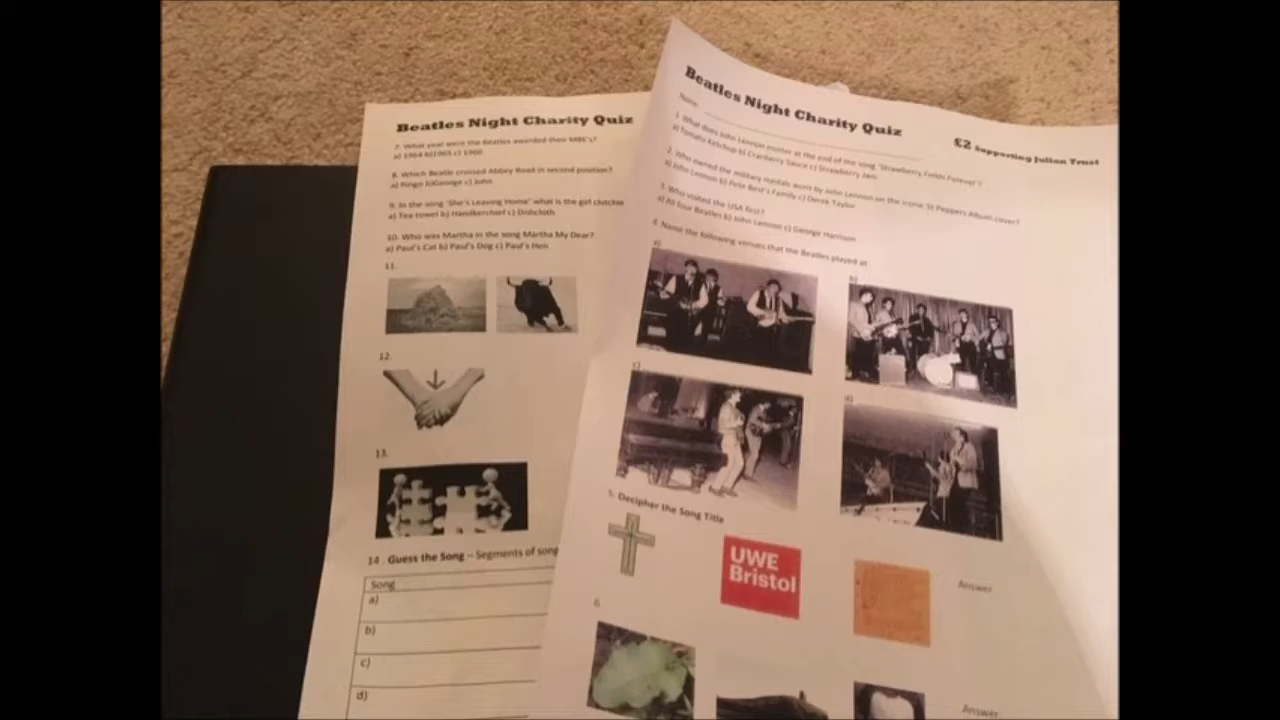 Beatles Night Charity Quiz
7. What year were the Beatles awarded their MBE's?
a) 1964 b)1965 c) 1966
8. Which Beatle crossed Abbey Road in second position?
a) Ringo b)George c) John
9. In the song 'She's Leaving Home' what is the girl clutching
a) Tea towel b) Handkerchief c) Dishcloth
10. Who was Martha in the song Martha My Dear?
a) Paul's Cat b) Paul's Dog c) Paul's Hen
11.
12.
13.
14 . Guess the Song – Segments of song
Song
a)
b)
c)
d)
Beatles Night Charity Quiz
£2 Supporting Julian Trust
Name
1. What does John Lennon mutter at the end of the song 'Strawberry Fields Forever'?
a) Tomato Ketchup b) Cranberry Sauce c) Strawberry Jam
2. Who owned the military medals worn by John Lennon on the iconic St Peppers Album cover?
a) John Lennon b) Pete Best's Family c) Derek Taylor
3. Who visited the USA first?
a) All four Beatles b) John Lennon c) George Harrison
4. Name the following venues that the Beatles played at
a)
b)
c)
d)
5. Decipher the Song Title
UWE
Bristol
Answer
6.
Answer